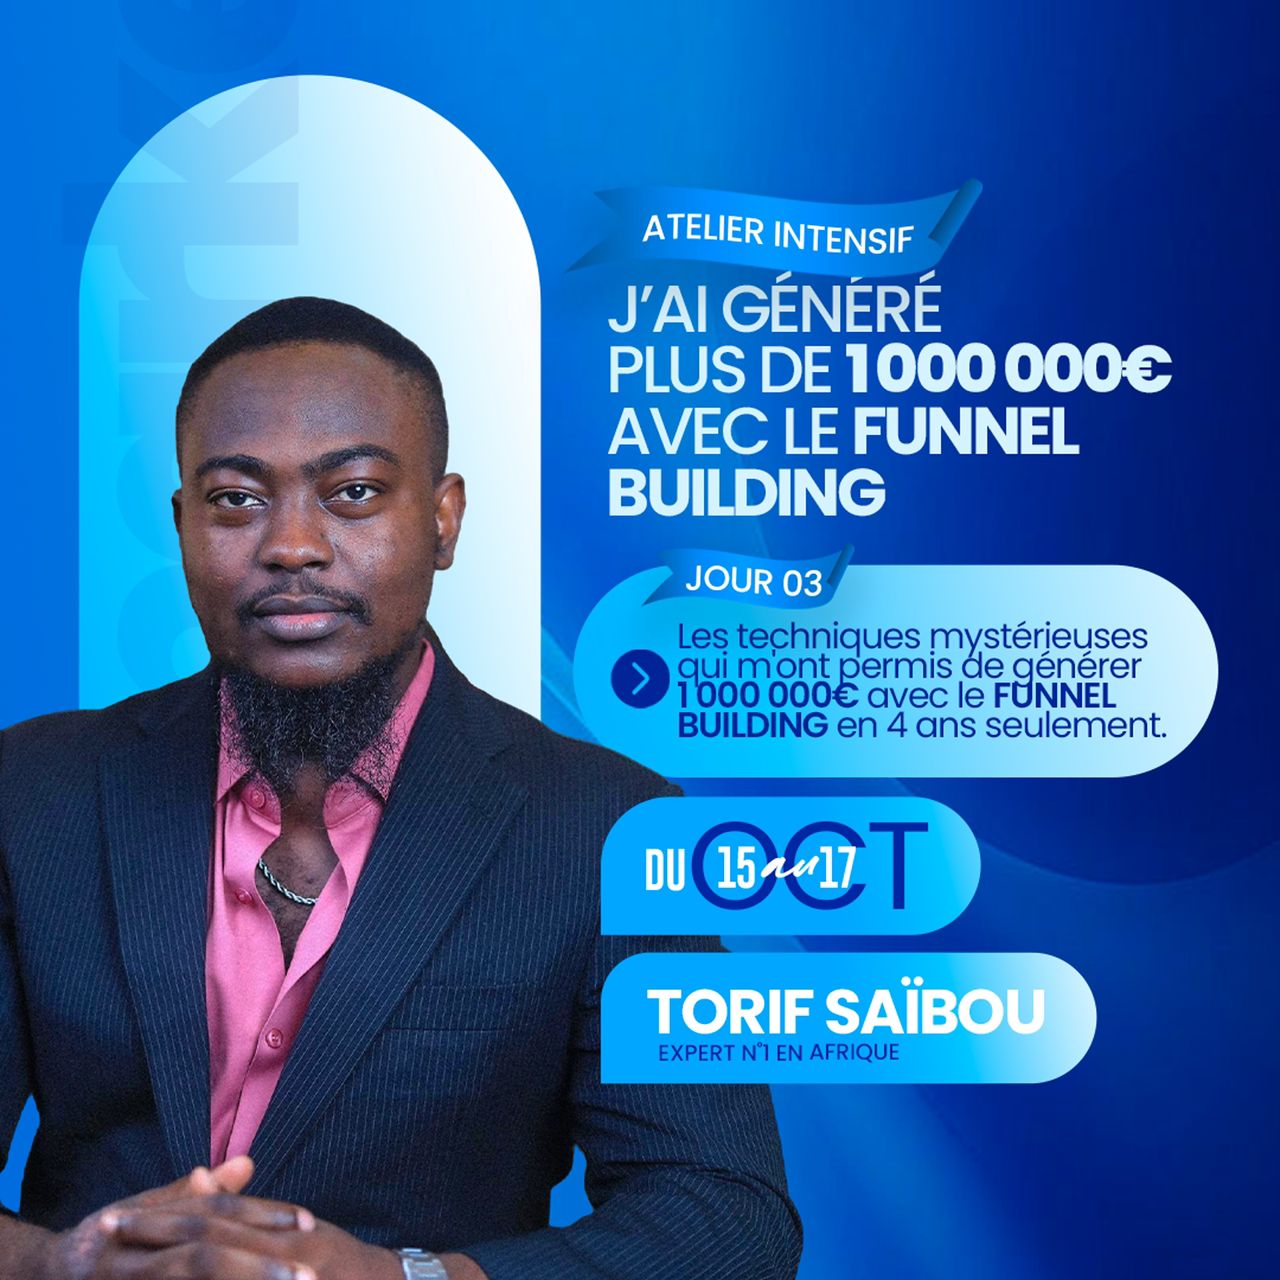 ATELIER INTENSIF
J'AI GÉNÉRÉ
PLUS DE 1 000 000€
AVEC LE FUNNEL
BUILDING
JOUR 03
Les techniques mystérieuses
qui m'ont permis de générer
1 000 000€ avec le FUNNEL
BUILDING en 4 ans seulement.
DU 15 au 17
OCT
TORIF SAÏBOU
EXPERT N°1 EN AFRIQUE